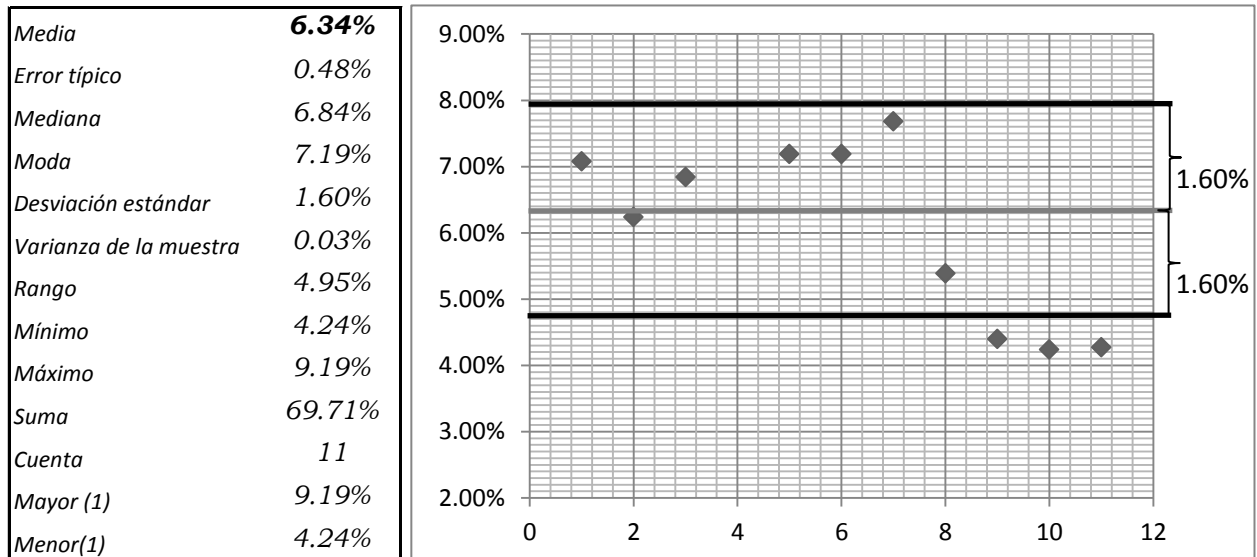 Media 6.34%
Error típico 0.48%
Mediana 6.84%
Moda 7.19%
Desviación estándar 1.60%
Varianza de la muestra 0.03%
Rango 4.95%
Mínimo 4.24%
Máximo 9.19%
Suma 69.71%
Cuenta 11
Mayor (1) 9.19%
Menor(1) 4.24%
9.00%
8.00%
7.00%
6.00%
5.00%
4.00%
3.00%
2.00%
0 2 4 6 8 10 12
1.60%
1.60%